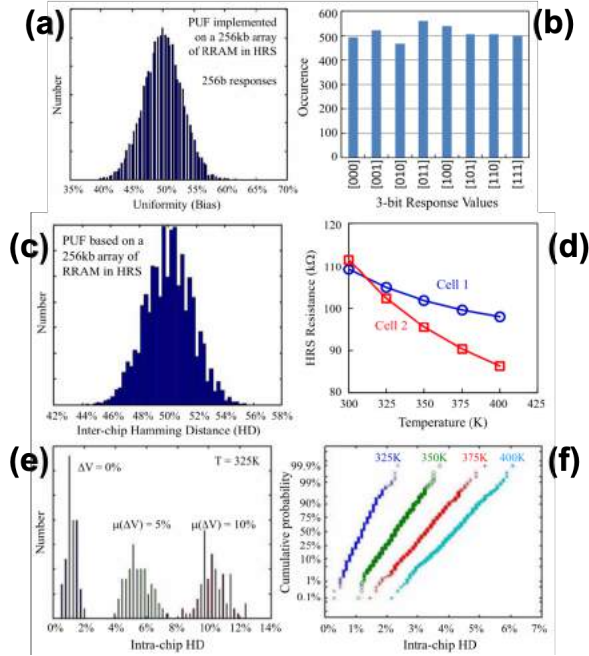 (a)
PUF implemented
on a 256kb array
of RRAM in HRS
256b responses
Number
35% 40% 45% 50% 55% 60% 65% 70%
Uniformity (Bias)
(b)
600
500
400
300
200
100
0
Occurence
[000] [001] [010] [011] [100] [101] [110] [111]
3-bit Response Values
(c)
PUF based on a
256kb array of
RRAM in HRS
Number
42% 44% 46% 48% 50% 52% 54% 56% 58%
Inter-chip Hamming Distance (HD)
(d)
120
110
100
90
80
HRS Resistance (kΩ)
Cell 1
Cell 2
300 325 350 375 400 425
Temperature (K)
(e)
ΔV = 0%
T = 325K
μ(ΔV) = 5%
μ(ΔV) = 10%
Number
0% 2% 4% 6% 8% 10% 12% 14%
Intra-chip HD
(f)
325K 350K 375K 400K
99.9%
99%
90%
75%
50%
25%
10%
1%
0.1%
Cumulative probability
0% 1% 2% 3% 4% 5% 6% 7%
Intra-chip HD